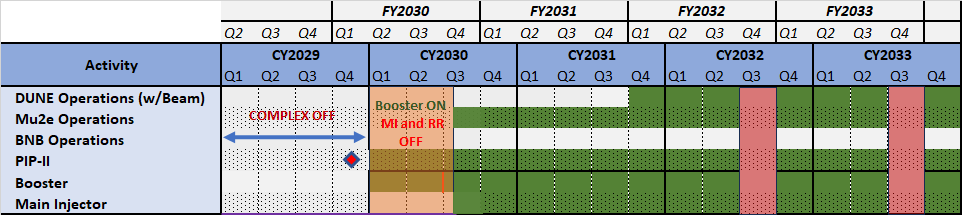 FY2030 FY2031 FY2032 FY2033
Q2 Q3 Q4 Q1 Q2 Q3 Q4 Q1 Q2 Q3 Q4 Q1 Q2 Q3 Q4 Q1 Q2 Q3 Q4
Activity CY2029 CY2030 CY2031 CY2032 CY2033
Q1 Q2 Q3 Q4 Q1 Q2 Q3 Q4 Q1 Q2 Q3 Q4 Q1 Q2 Q3 Q4 Q1 Q2 Q3 Q4
DUNE Operations (w/Beam)
Mu2e Operations
BNB Operations
PIP-II
Booster
Main Injector
COMPLEX OFF
Booster ON
MI and RR
OFF